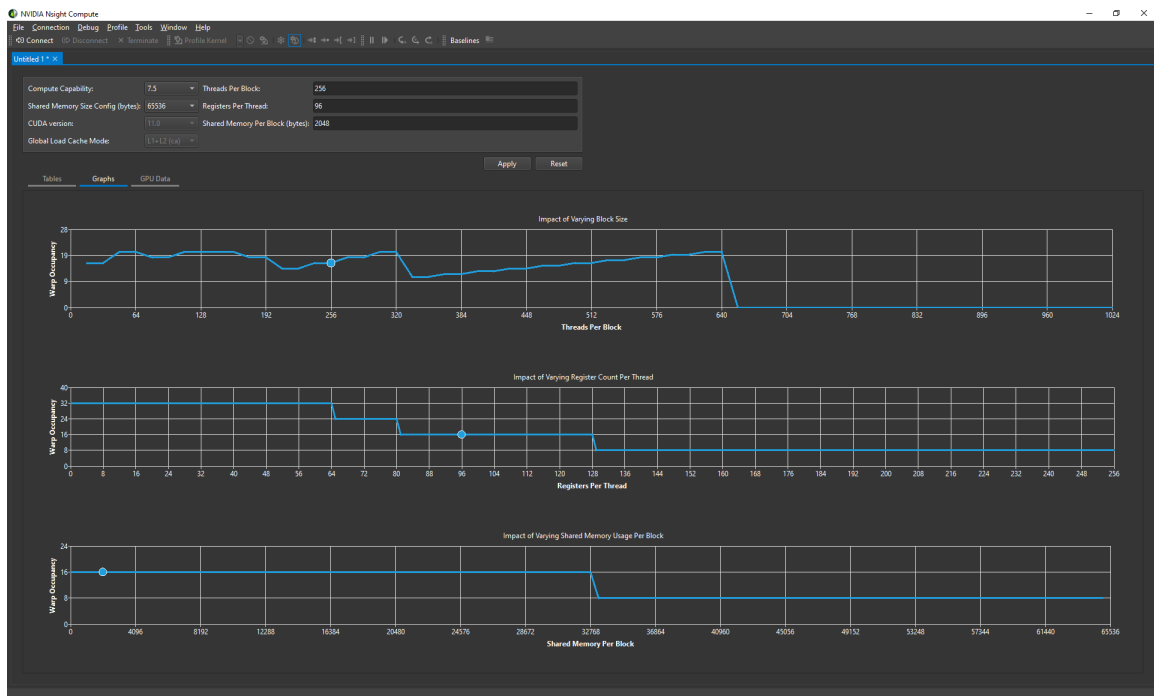 NVIDIA Nsight Compute
File Connection Debug Profile Tools Window Help
Connect Disconnect Terminate Profile Kernel Baselines
Untitled 1 *
Compute Capability: 7.5 Threads Per Block: 256
Shared Memory Size Config (bytes): 65536 Registers Per Thread: 96
CUDA version: 11.0 Shared Memory Per Block (bytes): 2048
Global Load Cache Mode: L1+L2 (ca)
Apply Reset
Tables Graphs GPU Data
Impact of Varying Block Size
Warp Occupancy
28
19
9
0
0 64 128 192 256 320 384 448 512 576 640 704 768 832 896 960 1024
Threads Per Block
Impact of Varying Register Count Per Thread
Warp Occupancy
40
32
24
16
8
0
0 8 16 24 32 40 48 56 64 72 80 88 96 104 112 120 128 136 144 152 160 168 176 184 192 200 208 216 224 232 240 248 256
Registers Per Thread
Impact of Varying Shared Memory Usage Per Block
Warp Occupancy
24
16
8
0
0 4096 8192 12288 16384 20480 24576 28672 32768 36864 40960 45056 49152 53248 57344 61440 65536
Shared Memory Per Block